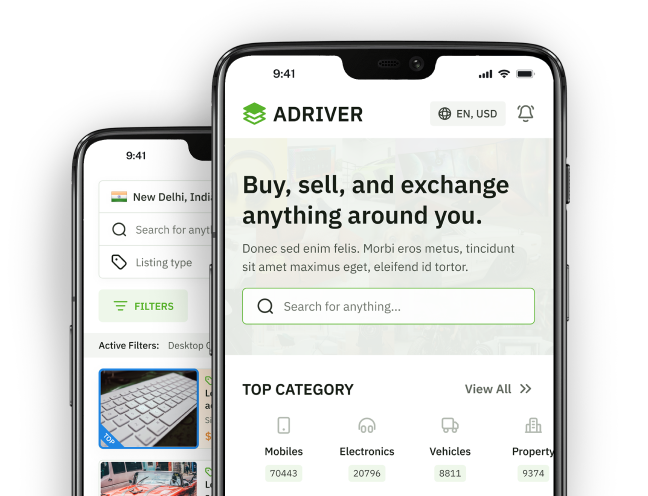 9:41
ADRIVER
EN, USD
Buy, sell, and exchange
anything around you.
Donec sed enim felis. Morbi eros metus, tincidunt
sit amet maximus eget, eleifend id tortor.
Search for anything...
TOP CATEGORY
View All
Mobiles
Electronics
Vehicles
Property
70443
20796
8811
9374
9:41
New Delhi, Indi
Search for anyt
Listing type
FILTERS
Active Filters:
Desktop
TOP
$